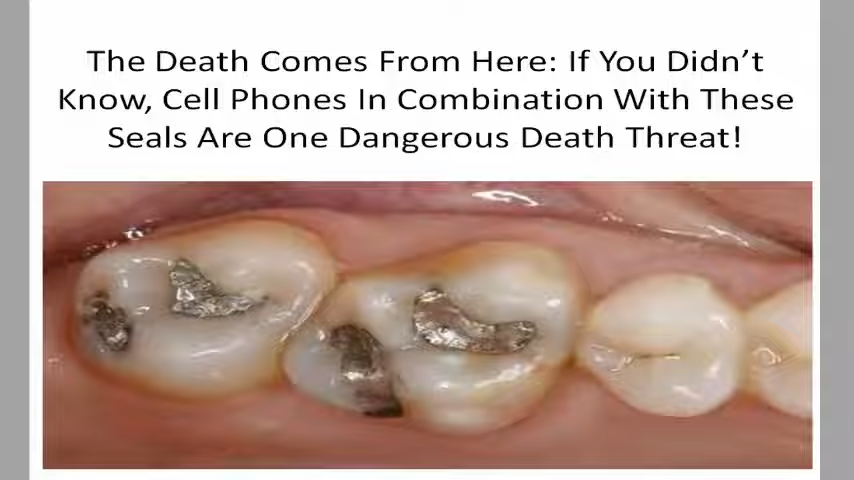 The Death Comes From Here: If You Didn’t
Know, Cell Phones In Combination With These
Seals Are One Dangerous Death Threat!